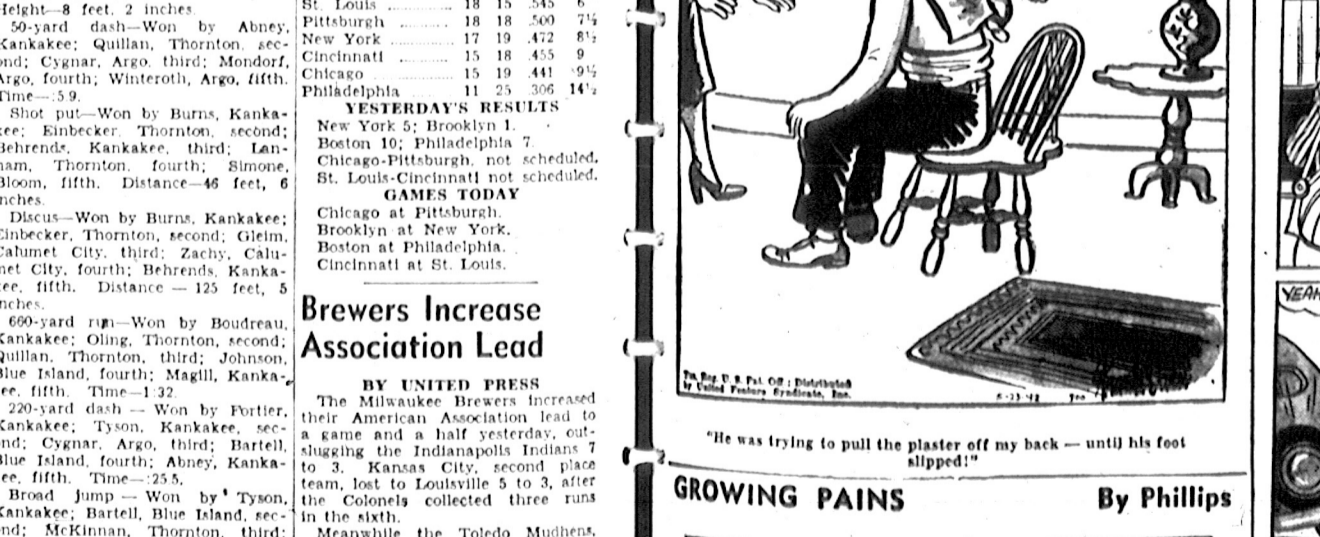 Height—8 feet, 2 inches.
50-yard dash—Won by Abney,
Kankakee; Quillan, Thornton, sec-
ond; Cygnar, Argo, third; Mondorf,
Argo, fourth; Winteroth, Argo, fifth.
Time—:5.9.
Shot put—Won by Burns, Kanka-
kee; Einbecker, Thornton, second;
Behrends, Kankakee, third; Lan-
ham, Thornton, fourth; Simone,
Bloom, fifth. Distance—46 feet, 6
inches.
Discus—Won by Burns, Kankakee;
Einbecker, Thornton, second; Gleim,
Calumet City, third; Zachy, Calu-
met City, fourth; Behrends, Kanka-
kee, fifth. Distance — 125 feet, 5
inches.
660-yard run—Won by Boudreau,
Kankakee; Oling, Thornton, second;
Quillan, Thornton, third; Johnson,
Blue Island, fourth; Magill, Kanka-
kee, fifth. Time—1:32.
220-yard dash — Won by Fortier,
Kankakee; Tyson, Kankakee, sec-
ond; Cygnar, Argo, third; Bartell,
Blue Island, fourth; Abney, Kanka-
kee, fifth. Time—:25.5.
Broad jump — Won by Tyson,
Kankakee; Bartell, Blue Island, sec-
ond; McKinnan, Thornton, third;
St. Louis 18 15 .545 6
Pittsburgh 18 18 .500 7½
New York 17 19 .472 8½
Cincinnati 15 18 .455 9
Chicago 15 19 .441 9½
Philadelphia 11 25 .306 14½
YESTERDAY'S RESULTS
New York 5; Brooklyn 1.
Boston 10; Philadelphia 7.
Chicago-Pittsburgh, not scheduled.
St. Louis-Cincinnati not scheduled.
GAMES TODAY
Chicago at Pittsburgh.
Brooklyn at New York.
Boston at Philadelphia.
Cincinnati at St. Louis.
Brewers Increase
Association Lead
BY UNITED PRESS
The Milwaukee Brewers increased
their American Association lead to
a game and a half yesterday, out-
slugging the Indianapolis Indians 7
to 3. Kansas City, second place
team, lost to Louisville 5 to 3, after
the Colonels collected three runs
in the sixth.
Meanwhile the Toledo Mudhens,
Tm. Reg. U. S. Pat. Off.: Distributed
by United Feature Syndicate, Inc.
5-23-42
"He was trying to pull the plaster off my back — until his foot
slipped!"
GROWING PAINS By Phillips
YEAH